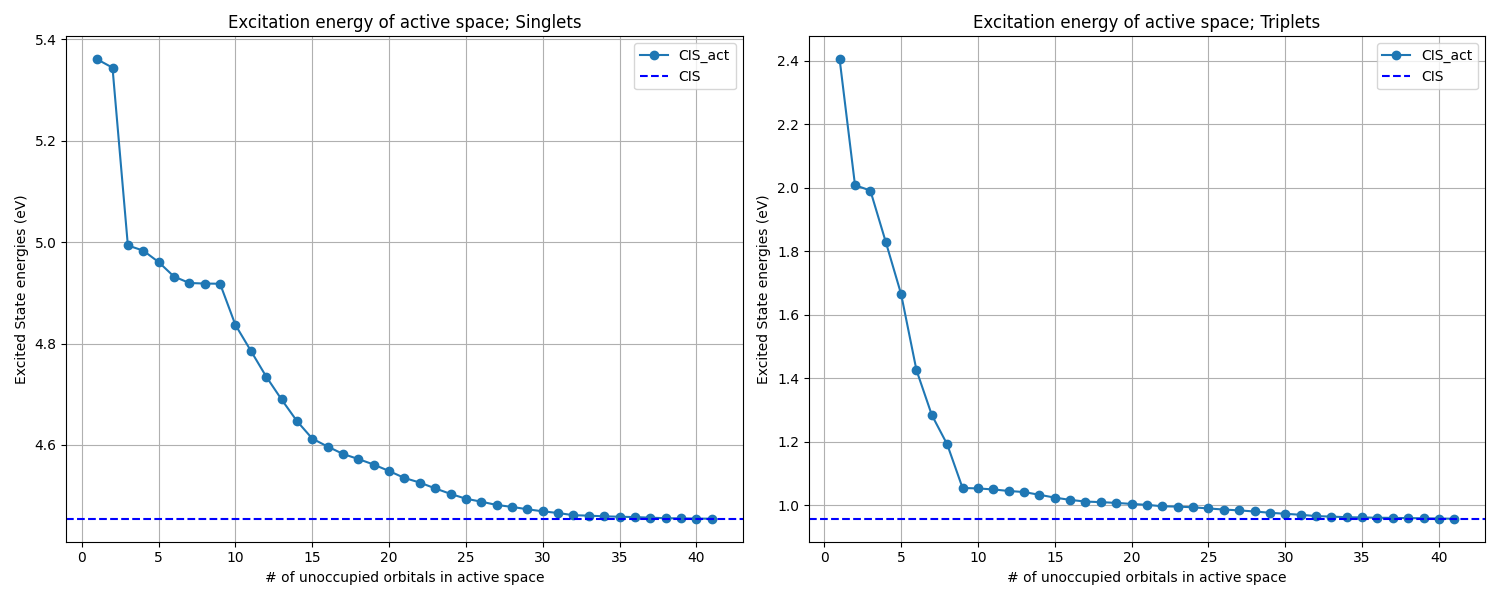 Excitation energy of active space; Singlets
CIS_act
CIS
5.4
5.2
5.0
4.8
4.6
Excited State energies (eV)
0 5 10 15 20 25 30 35 40
# of unoccupied orbitals in active space
Excitation energy of active space; Triplets
CIS_act
CIS
2.4
2.2
2.0
1.8
1.6
1.4
1.2
1.0
Excited State energies (eV)
0 5 10 15 20 25 30 35 40
# of unoccupied orbitals in active space